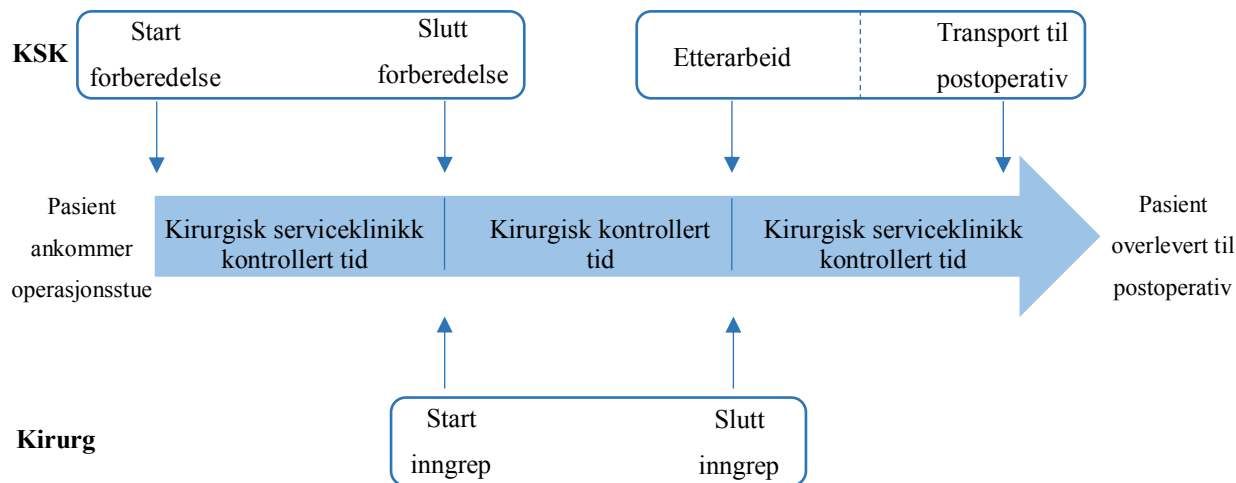 KSK
Start
forberedelse
Slutt
forberedelse
Etterarbeid
Transport til
postoperativ
Pasient
ankommer
operasjonsstue
Kirurgisk serviceklinikk
kontrollert tid
Kirurgisk kontrollert
tid
Kirurgisk serviceklinikk
kontrollert tid
Pasient
overlevert til
postoperativ
Kirurg
Start
inngrep
Slutt
inngrep